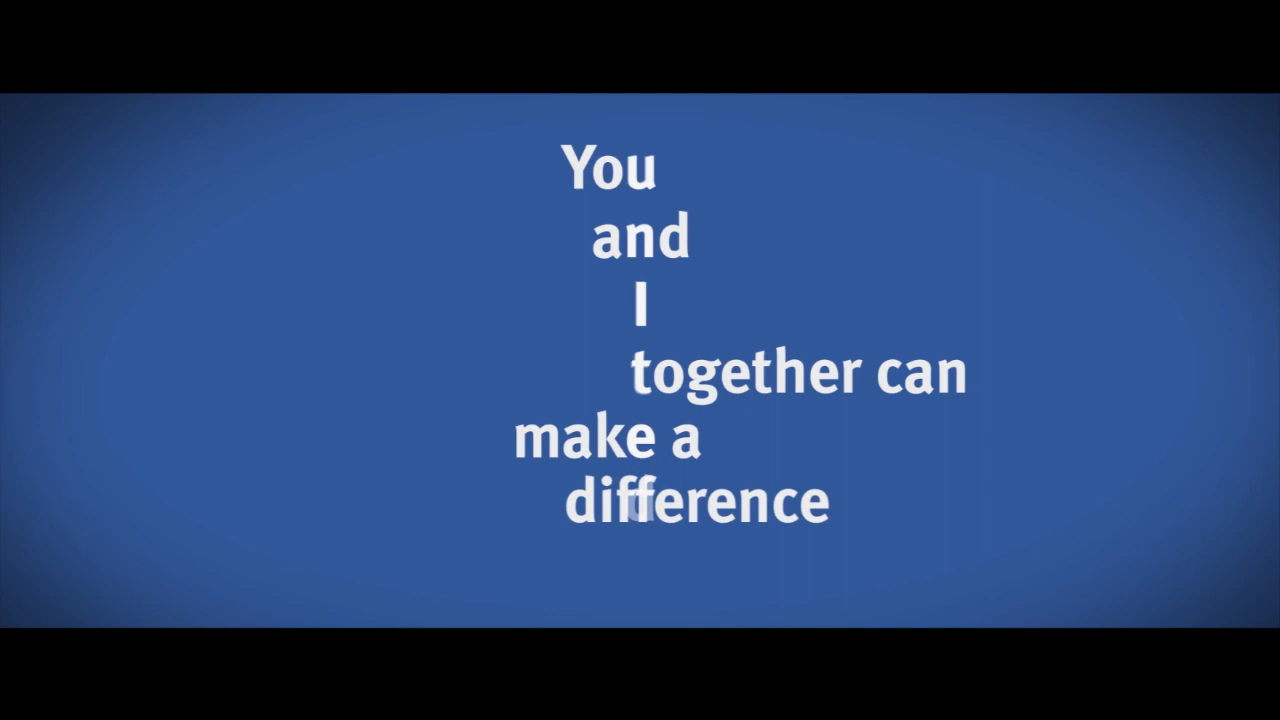 You
and
I
together can
make a
difference